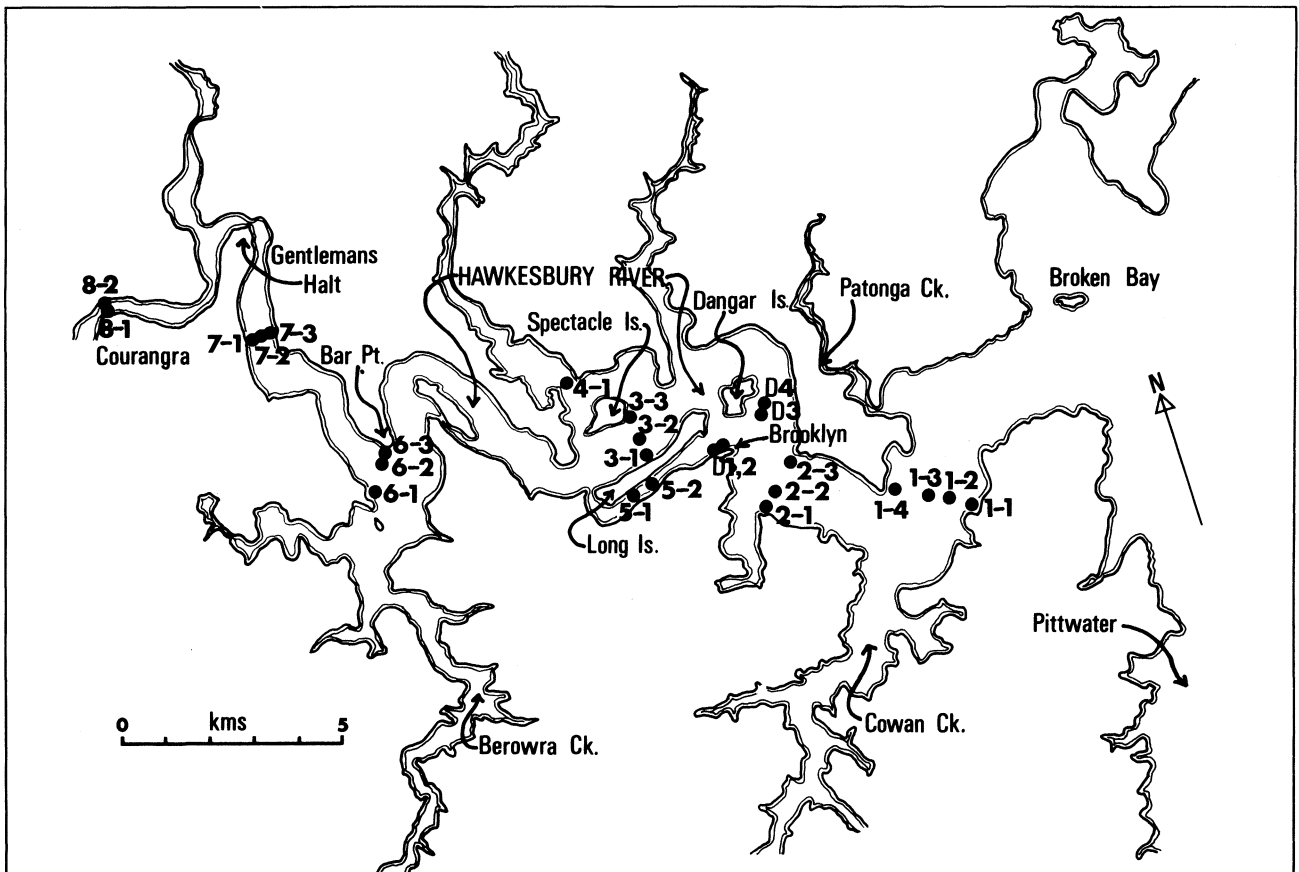 Gentlemans
Halt
HAWKESBURY RIVER
Broken Bay
8-2
8-1
Courangra
7-1
7-2
7-3
Bar Pt.
Spectacle Is.
Dangar Is.
Patonga Ck.
N
4-1
3-3
3-2
3-1
D4
D3
Brooklyn
D1,2
6-3
6-2
6-1
5-2
5-1
Long Is.
2-3
2-2
2-1
1-4
1-3
1-2
1-1
Pittwater
Cowan Ck.
Berowra Ck.
0 kms 5